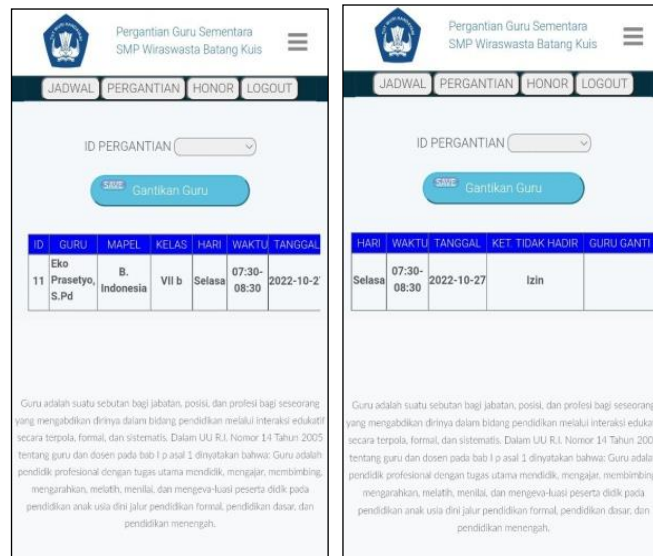 Pergantian Guru Sementara
SMP Wiraswasta Batang Kuis
JADWAL PERGANTIAN HONOR LOGOUT
ID PERGANTIAN
SAVE Gantikan Guru
ID GURU MAPEL KELAS HARI WAKTU TANGGAL
11 Eko Prasetyo, S.Pd B. Indonesia VII b Selasa 07:30-08:30 2022-10-2
Guru adalah suatu sebutan bagi jabatan, posisi, dan profesi bagi seseorang
yang mengabdikan dirinya dalam bidang pendidikan melalui interaksi edukatif
secara terpola, formal, dan sistematis. Dalam UU R.I. Nomor 14 Tahun 2005
tentang guru dan dosen pada bab I p asal 1 dinyatakan bahwa: Guru adalah
pendidik profesional dengan tugas utama mendidik, mengajar, membimbing,
mengarahkan, melatih, menilai, dan mengeva-luasi peserta didik pada
pendidikan anak usia dini jalur pendidikan formal, pendidikan dasar, dan
pendidikan menengah.
Pergantian Guru Sementara
SMP Wiraswasta Batang Kuis
JADWAL PERGANTIAN HONOR LOGOUT
ID PERGANTIAN
SAVE Gantikan Guru
HARI WAKTU TANGGAL KET. TIDAK HADIR GURU GANTI
Selasa 07:30-08:30 2022-10-27 Izin
Guru adalah suatu sebutan bagi jabatan, posisi, dan profesi bagi seseorang
yang mengabdikan dirinya dalam bidang pendidikan melalui interaksi eduka
secara terpola, formal, dan sistematis. Dalam UU R.I. Nomor 14 Tahun 200
tentang guru dan dosen pada bab I p asal 1 dinyatakan bahwa: Guru adalah
pendidik profesional dengan tugas utama mendidik, mengajar, membimbing
mengarahkan, melatih, menilai, dan mengeva-luasi peserta didik pada
pendidikan anak usia dini jalur pendidikan formal, pendidikan dasar, dan
pendidikan menengah.